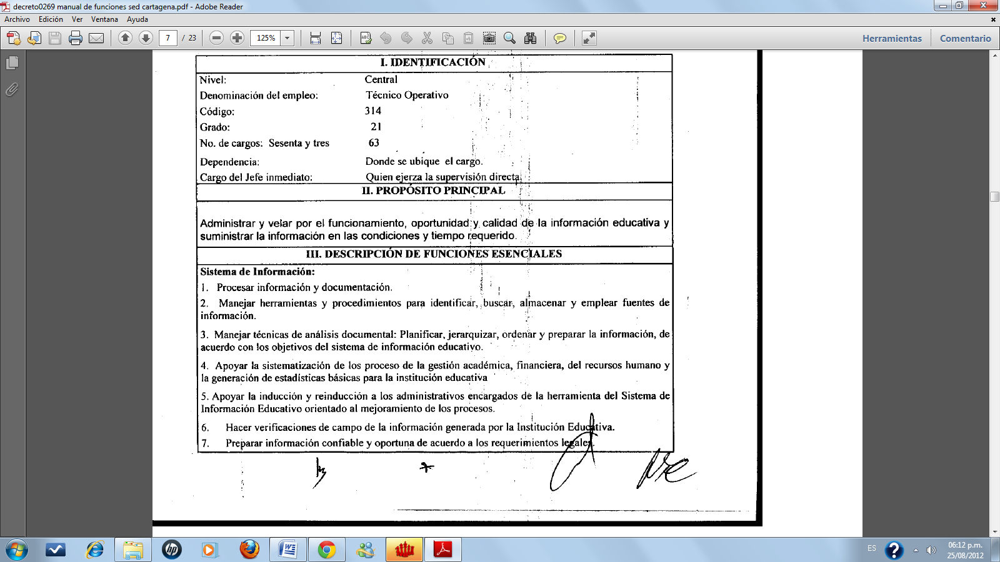 decreto0269 manual de funciones sed cartagena.pdf - Adobe Reader
Archivo Edición Ver Ventana Ayuda
7 / 23 125% Herramientas Comentario
I. IDENTIFICACIÓN
Nivel: Central
Denominación del empleo: Técnico Operativo
Código: 314
Grado: 21
No. de cargos: Sesenta y tres 63
Dependencia: Donde se ubique el cargo.
Cargo del Jefe inmediato: Quien ejerza la supervisión directa.
II. PROPÓSITO PRINCIPAL
Administrar y velar por el funcionamiento, oportunidad y calidad de la información educativa y
suministrar la información en las condiciones y tiempo requerido.
III. DESCRIPCIÓN DE FUNCIONES ESENCIALES
Sistema de Información:
1. Procesar información y documentación.
2. Manejar herramientas y procedimientos para identificar, buscar, almacenar y emplear fuentes de
información.
3. Manejar técnicas de análisis documental: Planificar, jerarquizar, ordenar y preparar la información, de
acuerdo con los objetivos del sistema de información educativo.
4. Apoyar la sistematización de los proceso de la gestión académica, financiera, del recursos humano y
la generación de estadísticas básicas para la institución educativa
5. Apoyar la inducción y reinducción a los administrativos encargados de la herramienta del Sistema de
Información Educativo orientado al mejoramiento de los procesos.
6. Hacer verificaciones de campo de la información generada por la Institución Educativa.
7. Preparar información confiable y oportuna de acuerdo a los requerimientos legales.
ES 06:12 p.m.
25/08/2012